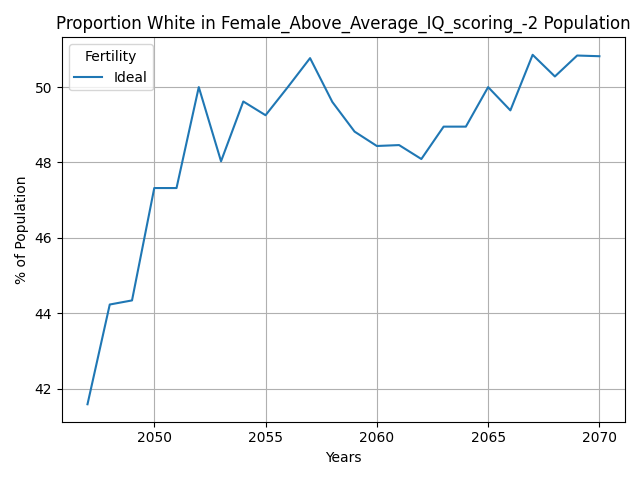 Proportion White in Female_Above_Average_IQ_scoring_-2 Population
Fertility
Ideal
% of Population
50
48
46
44
42
2050 2055 2060 2065 2070
Years